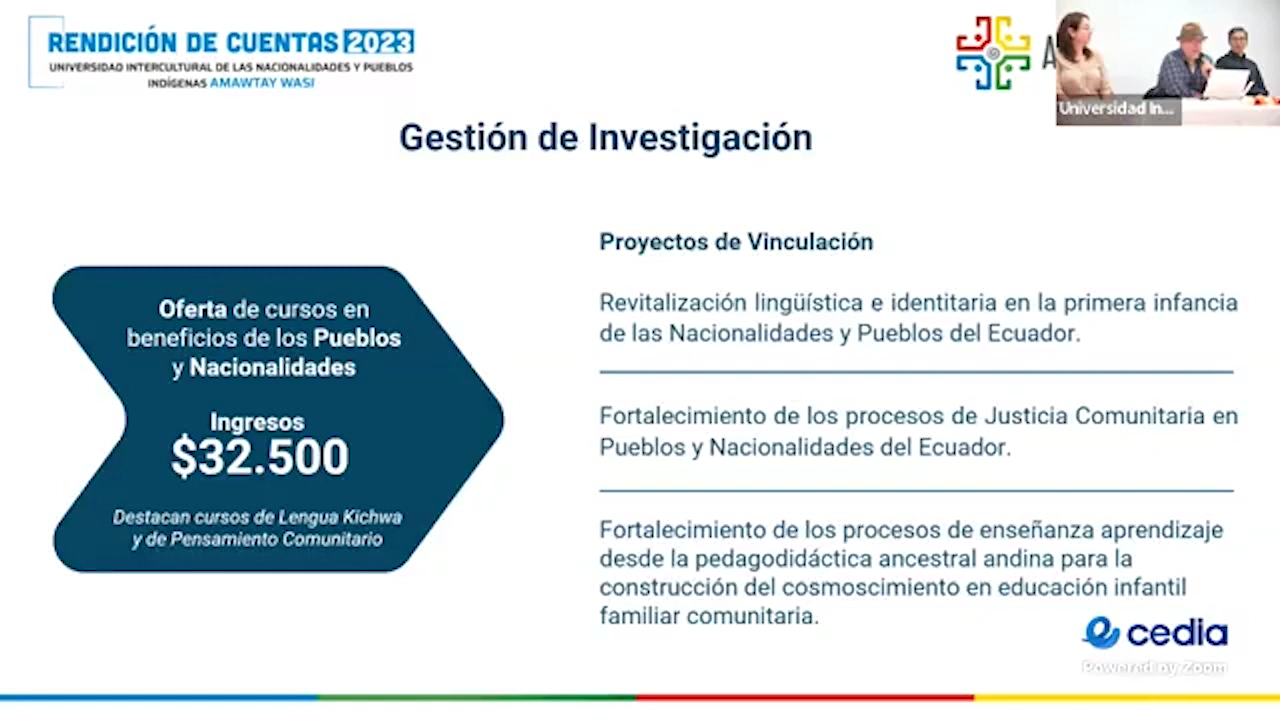 RENDICIÓN DE CUENTAS 2023
UNIVERSIDAD INTERCULTURAL DE LAS NACIONALIDADES Y PUEBLOS
INDÍGENAS AMAWTAY WASI
A
Universidad In...
Gestión de Investigación
Oferta de cursos en
beneficios de los Pueblos
y Nacionalidades
Ingresos
$32.500
Destacan cursos de Lengua Kichwa
y de Pensamiento Comunitario
Proyectos de Vinculación
Revitalización lingüística e identitaria en la primera infancia
de las Nacionalidades y Pueblos del Ecuador.
Fortalecimiento de los procesos de Justicia Comunitaria en
Pueblos y Nacionalidades del Ecuador.
Fortalecimiento de los procesos de enseñanza aprendizaje
desde la pedagodidáctica ancestral andina para la
construcción del cosmoscimiento en educación infantil
familiar comunitaria.
cedia
Powered by Zoom